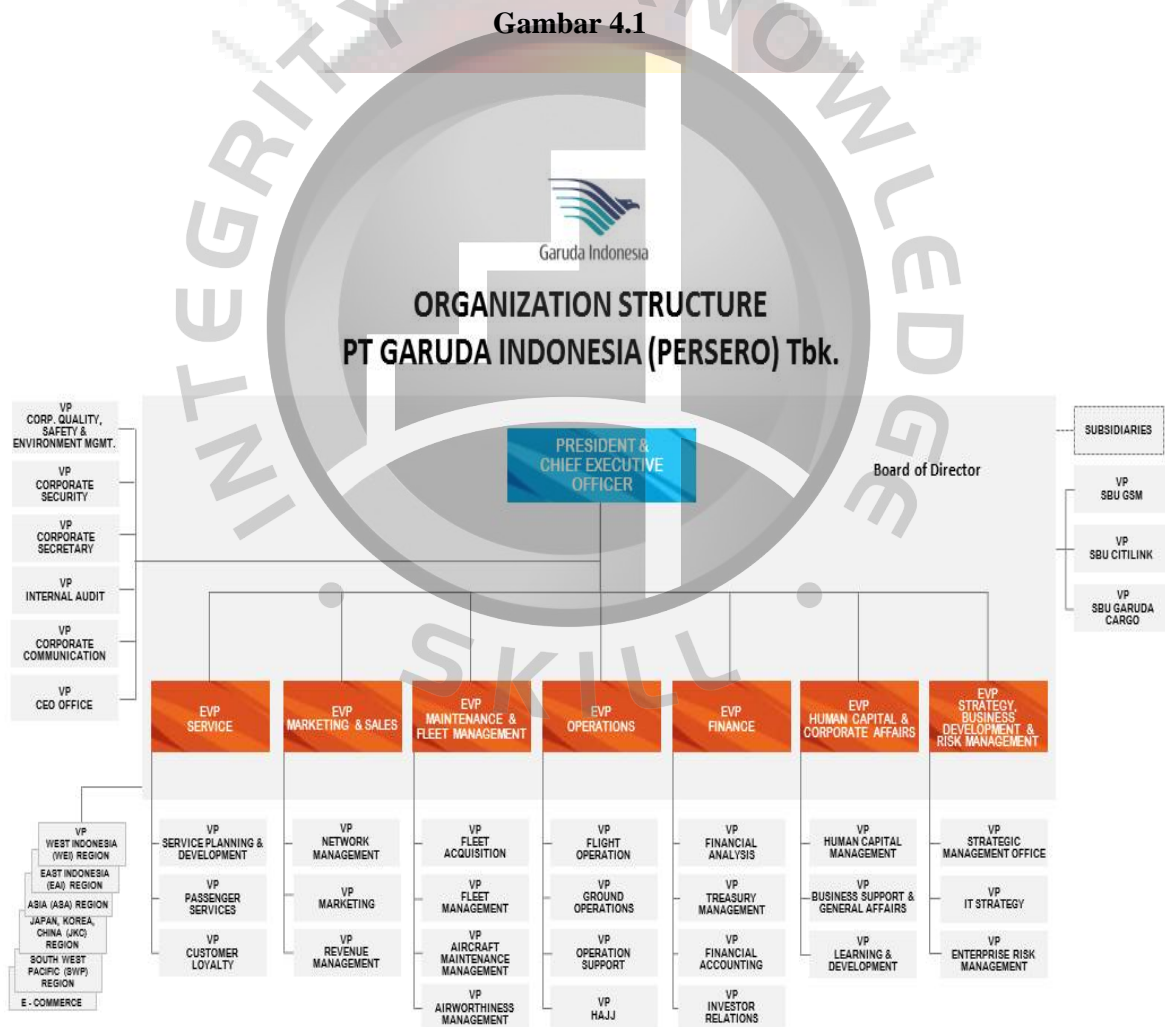 Gambar 4.1
INTEGRITY KNOWLEDGE
SKILL
Garuda Indonesia
ORGANIZATION STRUCTURE
PT GARUDA INDONESIA (PERSERO) Tbk.
PRESIDENT &
CHIEF EXECUTIVE
OFFICER
Board of Director
VP
CORP. QUALITY,
SAFETY &
ENVIRONMENT MGMT.
VP
CORPORATE
SECURITY
VP
CORPORATE
SECRETARY
VP
INTERNAL AUDIT
VP
CORPORATE
COMMUNICATION
VP
CEO OFFICE
SUBSIDIARIES
VP
SBU GSM
VP
SBU CITILINK
VP
SBU GARUDA
CARGO
EVP
SERVICE
EVP
MARKETING & SALES
EVP
MAINTENANCE &
FLEET MANAGEMENT
EVP
OPERATIONS
EVP
FINANCE
EVP
HUMAN CAPITAL &
CORPORATE AFFAIRS
EVP
STRATEGY,
BUSINESS
DEVELOPMENT &
RISK MANAGEMENT
VP
WEST INDONESIA
(WEI) REGION
EAST INDONESIA
(EAI) REGION
ASIA (ASA) REGION
JAPAN, KOREA,
CHINA (JKC)
REGION
SOUTH WEST
PACIFIC (SWP)
REGION
E - COMMERCE
VP
SERVICE PLANNING &
DEVELOPMENT
VP
PASSENGER
SERVICES
VP
CUSTOMER
LOYALTY
VP
NETWORK
MANAGEMENT
VP
MARKETING
VP
REVENUE
MANAGEMENT
VP
FLEET
ACQUISITION
VP
FLEET
MANAGEMENT
VP
AIRCRAFT
MAINTENANCE
MANAGEMENT
VP
AIRWORTHINESS
MANAGEMENT
VP
FLIGHT
OPERATION
VP
GROUND
OPERATIONS
VP
OPERATION
SUPPORT
VP
HAJJ
VP
FINANCIAL
ANALYSIS
VP
TREASURY
MANAGEMENT
VP
FINANCIAL
ACCOUNTING
VP
INVESTOR
RELATIONS
VP
HUMAN CAPITAL
MANAGEMENT
VP
BUSINESS SUPPORT &
GENERAL AFFAIRS
VP
LEARNING &
DEVELOPMENT
VP
STRATEGIC
MANAGEMENT OFFICE
VP
IT STRATEGY
VP
ENTERPRISE RISK
MANAGEMENT